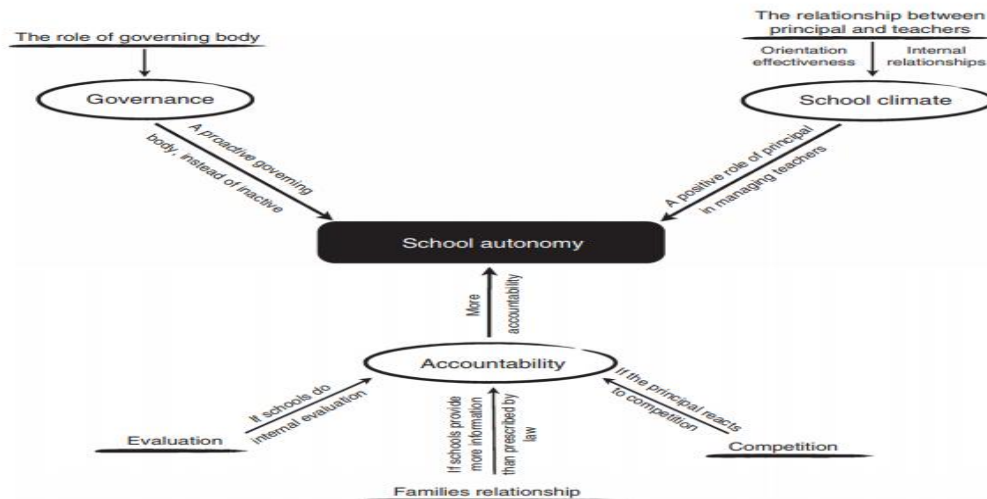 The relationship between
principal and teachers
The role of governing body
Orientation
effectiveness
Internal
relationships
Governance
School climate
A proactive governing
body, instead of inactive
A positive role of principal
in managing teachers
School autonomy
More
accountability
Accountability
If schools do
internal evaluation
If schools provide
more information
than prescribed by
law
If the principal reacts
to competition
Evaluation
Competition
Families relationship